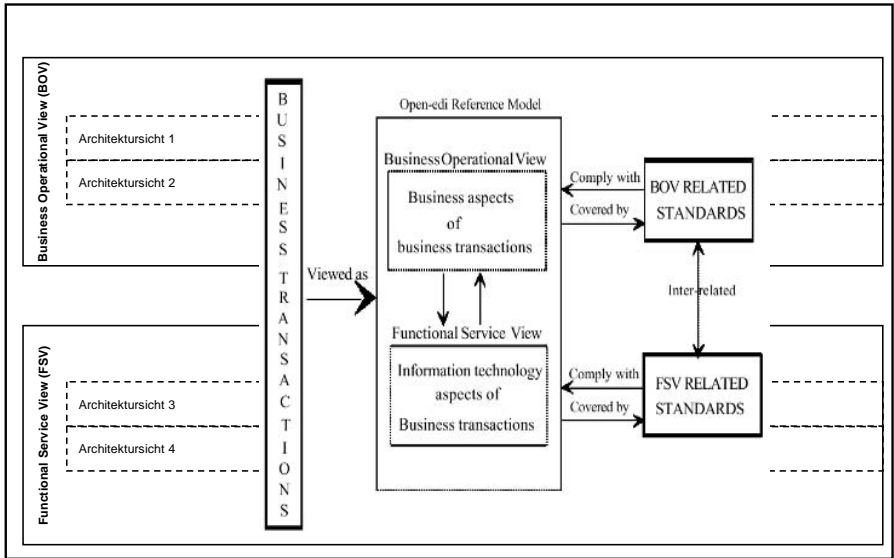 Business Operational View (BOV)
Architektursicht 1
Architektursicht 2
Functional Service View (FSV)
Architektursicht 3
Architektursicht 4
BUSINESS TRANSACTIONS
Viewed as
Open-edi Reference Model
Business Operational View
Business aspects
of
business transactions
Functional Service View
Information technology
aspects of
Business transactions
Comply with
Covered by
BOV RELATED
STANDARDS
Inter-related
Comply with
Covered by
FSV RELATED
STANDARDS